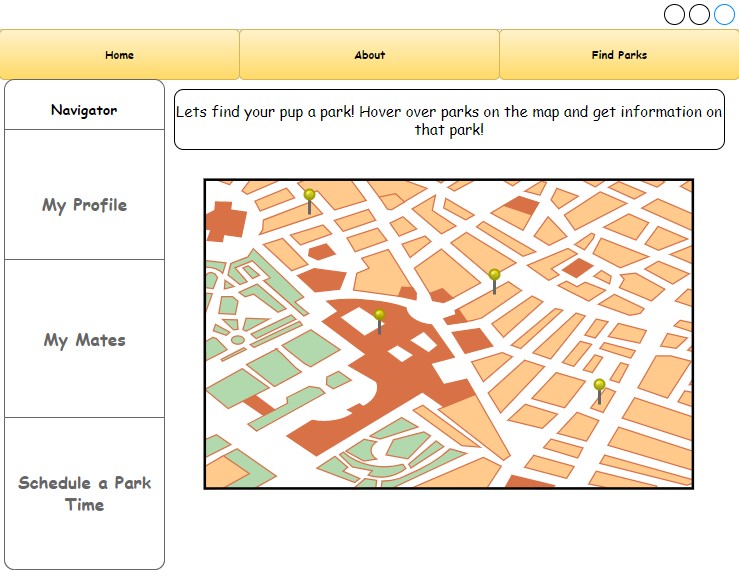 Home
About
Find Parks
Navigator
Lets find your pup a park! Hover over parks on the map and get information on
that park!
My Profile
My Mates
Schedule a Park
Time